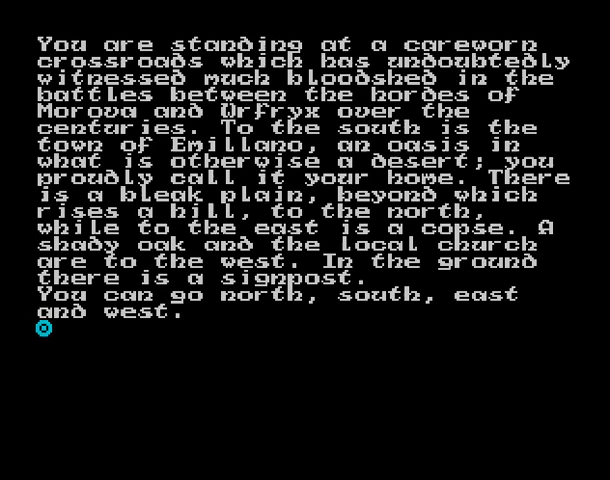 You are standing at a careworn
crossroads which has undoubtedly
witnessed much bloodshed in the
battles between the hordes of
Morova and Urfryx over the
centuries. To the south is the
town of Emillano, an oasis in
what is otherwise a desert; you
proudly call it your home. There
is a bleak plain, beyond which
rises a hill, to the north,
while to the east is a copse. A
shady oak and the local church
are to the west. In the ground
there is a signpost.
You can go north, south, east
and west.